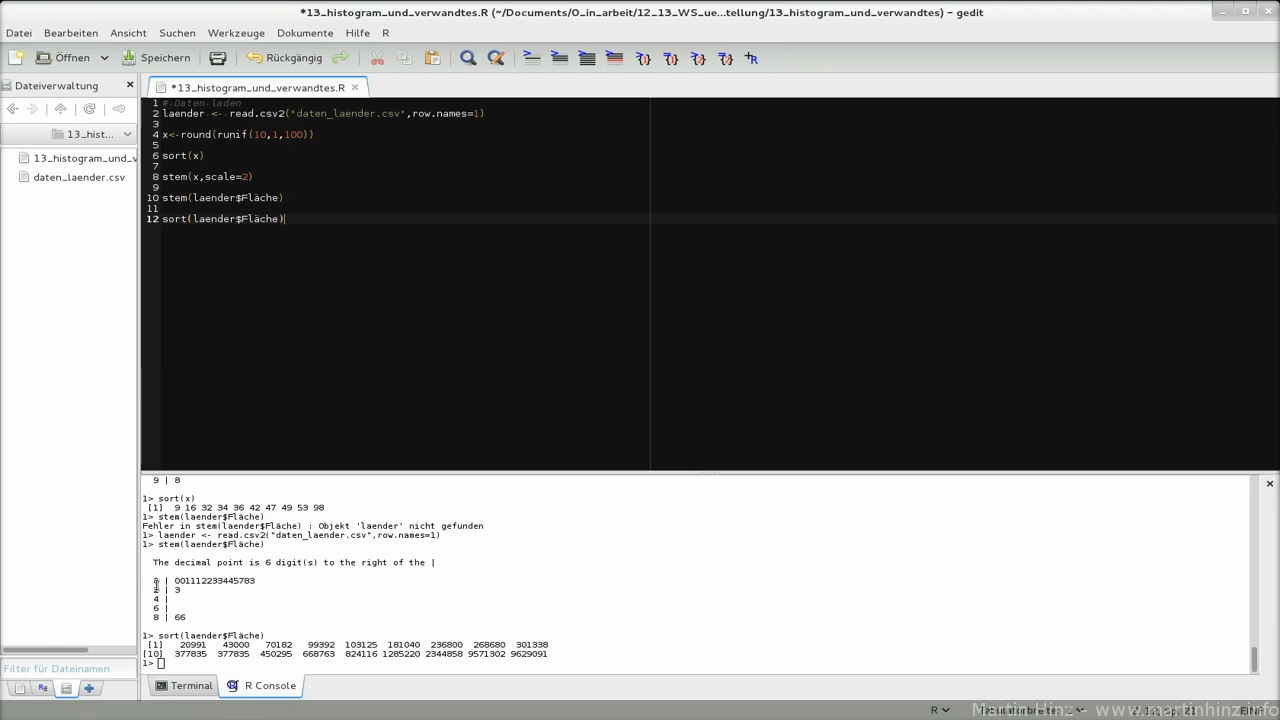 *13_histogram_und_verwandtes.R (~/Documents/0_in_arbeit/12_13_WS_ue...tellung/13_histogram_und_verwandtes) - gedit
Datei Bearbeiten Ansicht Suchen Werkzeuge Dokumente Hilfe R
Öffnen Speichern Rückgängig
Dateiverwaltung
*13_histogram_und_verwandtes.R
13_hist...
13_histogram_und_v
daten_laender.csv
1 # Daten laden
2 laender <- read.csv2("daten_laender.csv",row.names=1)
3
4 x<-round(runif(10,1,100))
5
6 sort(x)
7
8 stem(x,scale=2)
9
10 stem(laender$Fläche)
11
12 sort(laender$Fläche)
9 | 8
1> sort(x)
[1] 9 16 32 34 36 42 47 49 53 98
1> stem(laender$Fläche)
Fehler in stem(laender$Fläche) : Objekt 'laender' nicht gefunden
1> laender <- read.csv2("daten_laender.csv",row.names=1)
1> stem(laender$Fläche)
The decimal point is 6 digit(s) to the right of the |
| 001112233445783
2 | 3
4 |
6 |
8 | 66
1> sort(laender$Fläche)
[1] 20991 43000 70182 99392 103125 181040 236800 268680 301338
[10] 377835 377835 450295 668763 824116 1285220 2344858 9571302 9629091
1>
Filter für Dateinamen
Terminal R Console
R
Martin Hinz - www.martinhinz.info